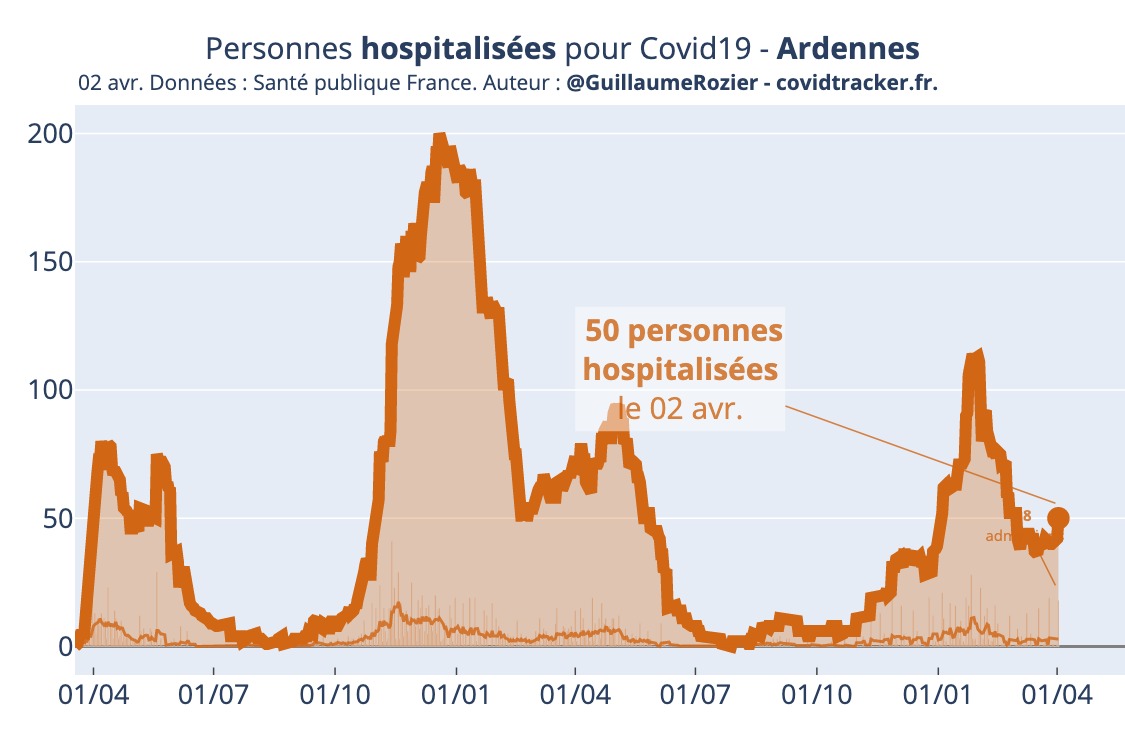 Personnes hospitalisées pour Covid19 - Ardennes
02 avr. Données : Santé publique France. Auteur : @GuillaumeRozier - covidtracker.fr.
200
150
100
50
0
50 personnes
hospitalisées
le 02 avr.
8
01/04 01/07 01/10 01/01 01/04 01/07 01/10 01/01 01/04